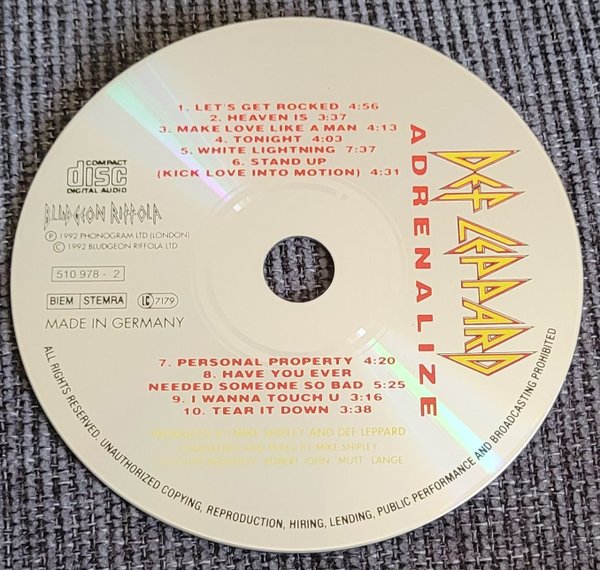 1. LET'S GET ROCKED 4:56
2. HEAVEN IS 3:37
3. MAKE LOVE LIKE A MAN 4:13
4. TONIGHT 4:03
5. WHITE LIGHTNING 7:37
6. STAND UP
(KICK LOVE INTO MOTION) 4:31
DEF LEPPARD
ADRENALIZE
COMPACT
disc
DIGITAL AUDIO
BLUDGEON RIFFOLA
Ⓟ 1992 PHONOGRAM LTD (LONDON)
© 1992 BLUDGEON RIFFOLA LTD
510 978 - 2
BIEM STEMRA
LC 7179
MADE IN GERMANY
7. PERSONAL PROPERTY 4:20
8. HAVE YOU EVER
NEEDED SOMEONE SO BAD 5:25
9. I WANNA TOUCH U 3:16
10. TEAR IT DOWN 3:38
PRODUCED BY MIKE SHIPLEY AND DEF LEPPARD
AND MIXED BY MIKE SHIPLEY
ROBERT JOHN MUTT LANGE
ALL RIGHTS RESERVED. UNAUTHORIZED COPYING, REPRODUCTION, HIRING, LENDING, PUBLIC PERFORMANCE AND BROADCASTING PROHIBITED